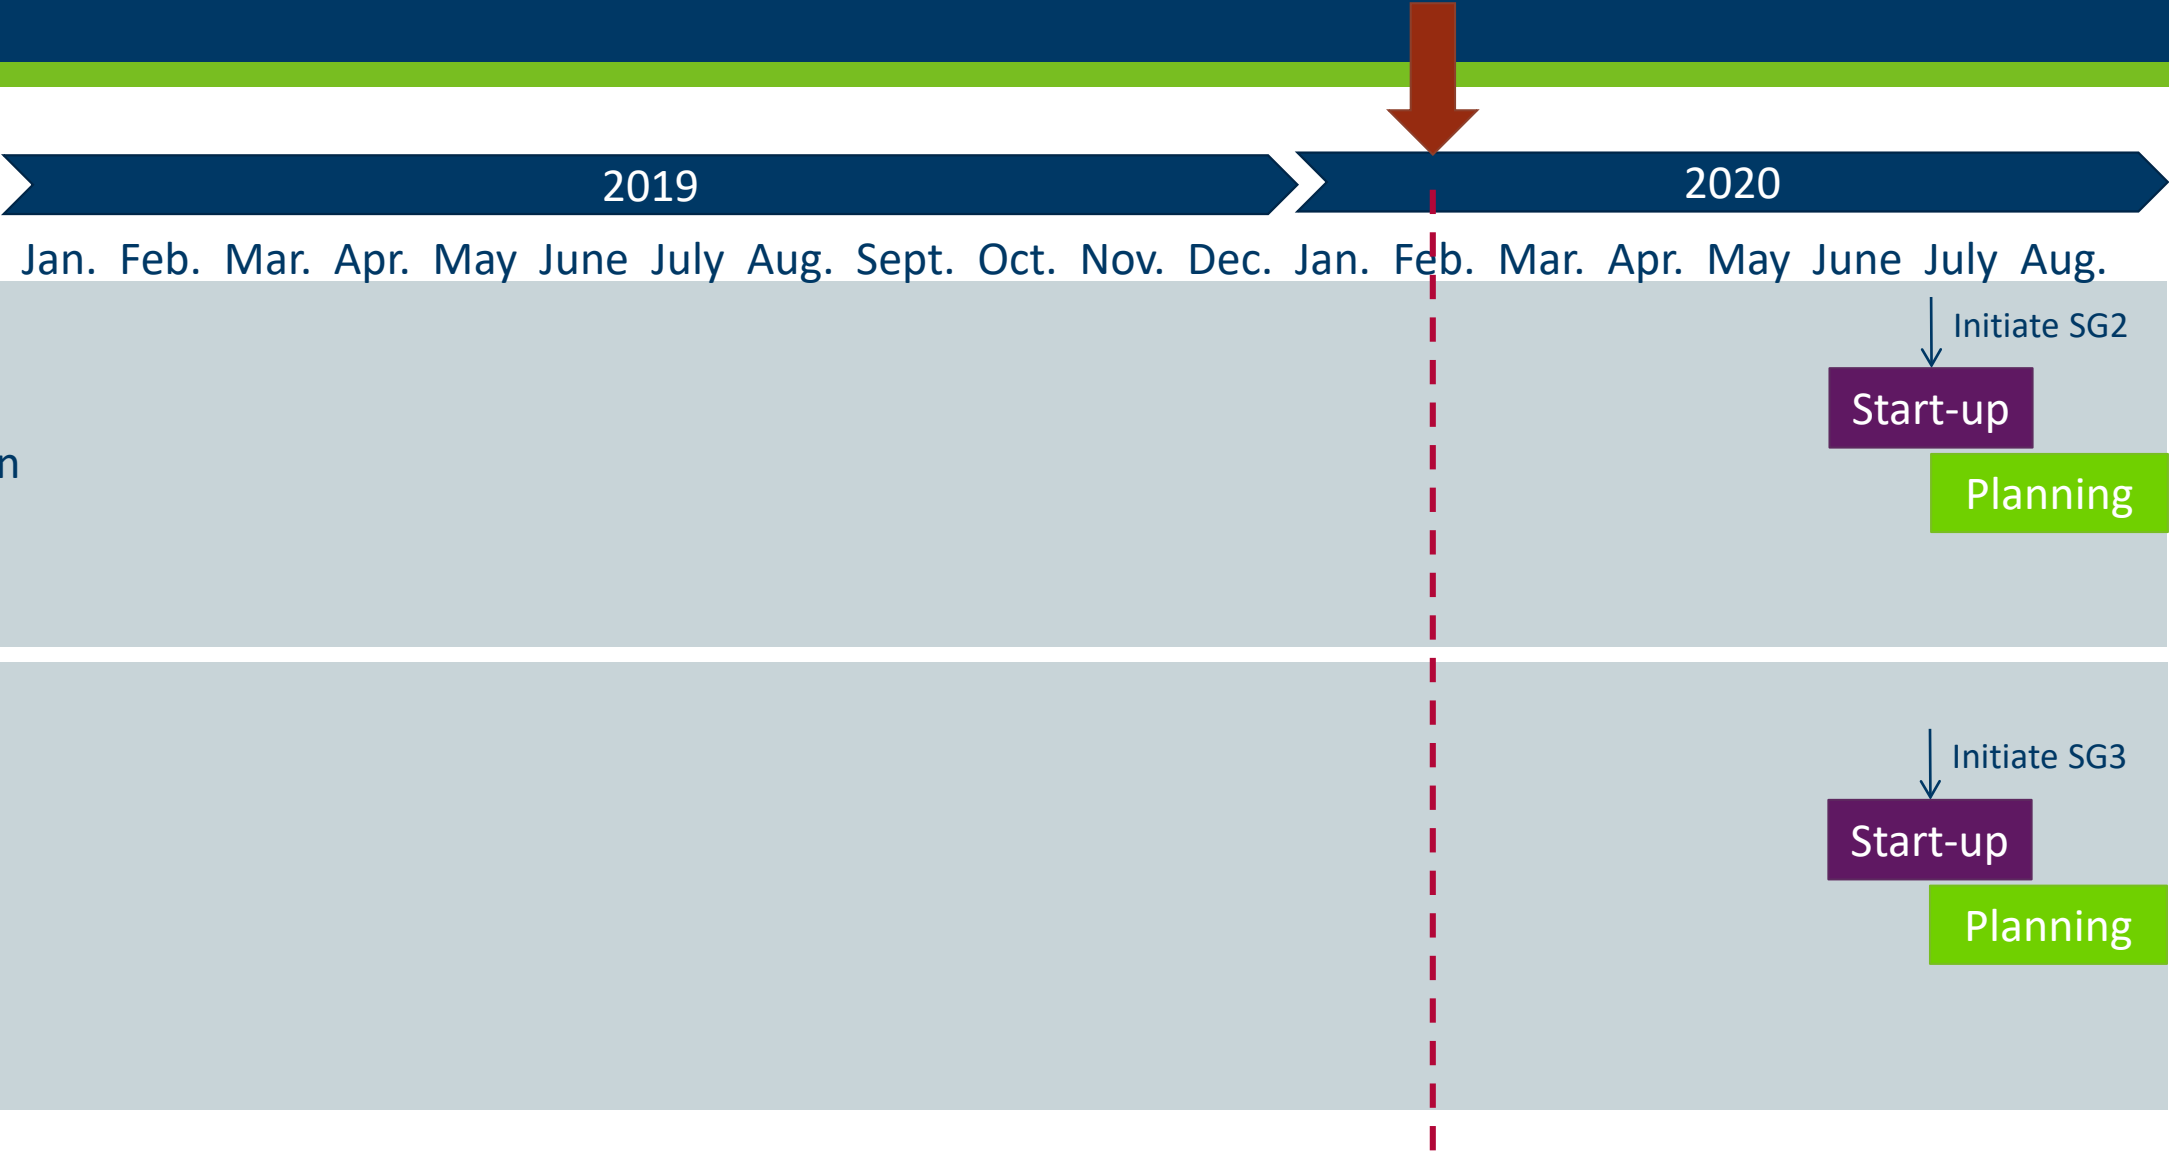 2019 2020
Jan. Feb. Mar. Apr. May June July Aug. Sept. Oct. Nov. Dec. Jan. Feb. Mar. Apr. May June July Aug.
Initiate SG2
Start-up
n
Planning
Initiate SG3
Start-up
Planning